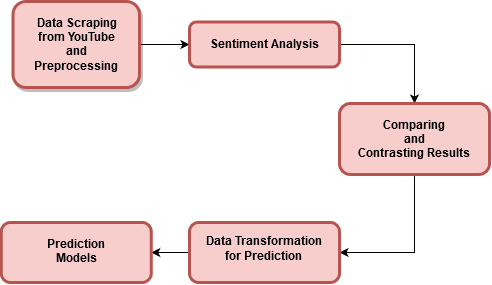 Data Scraping
from YouTube
and
Preprocessing
Sentiment Analysis
Comparing
and
Contrasting Results
Data Transformation
for Prediction
Prediction
Models